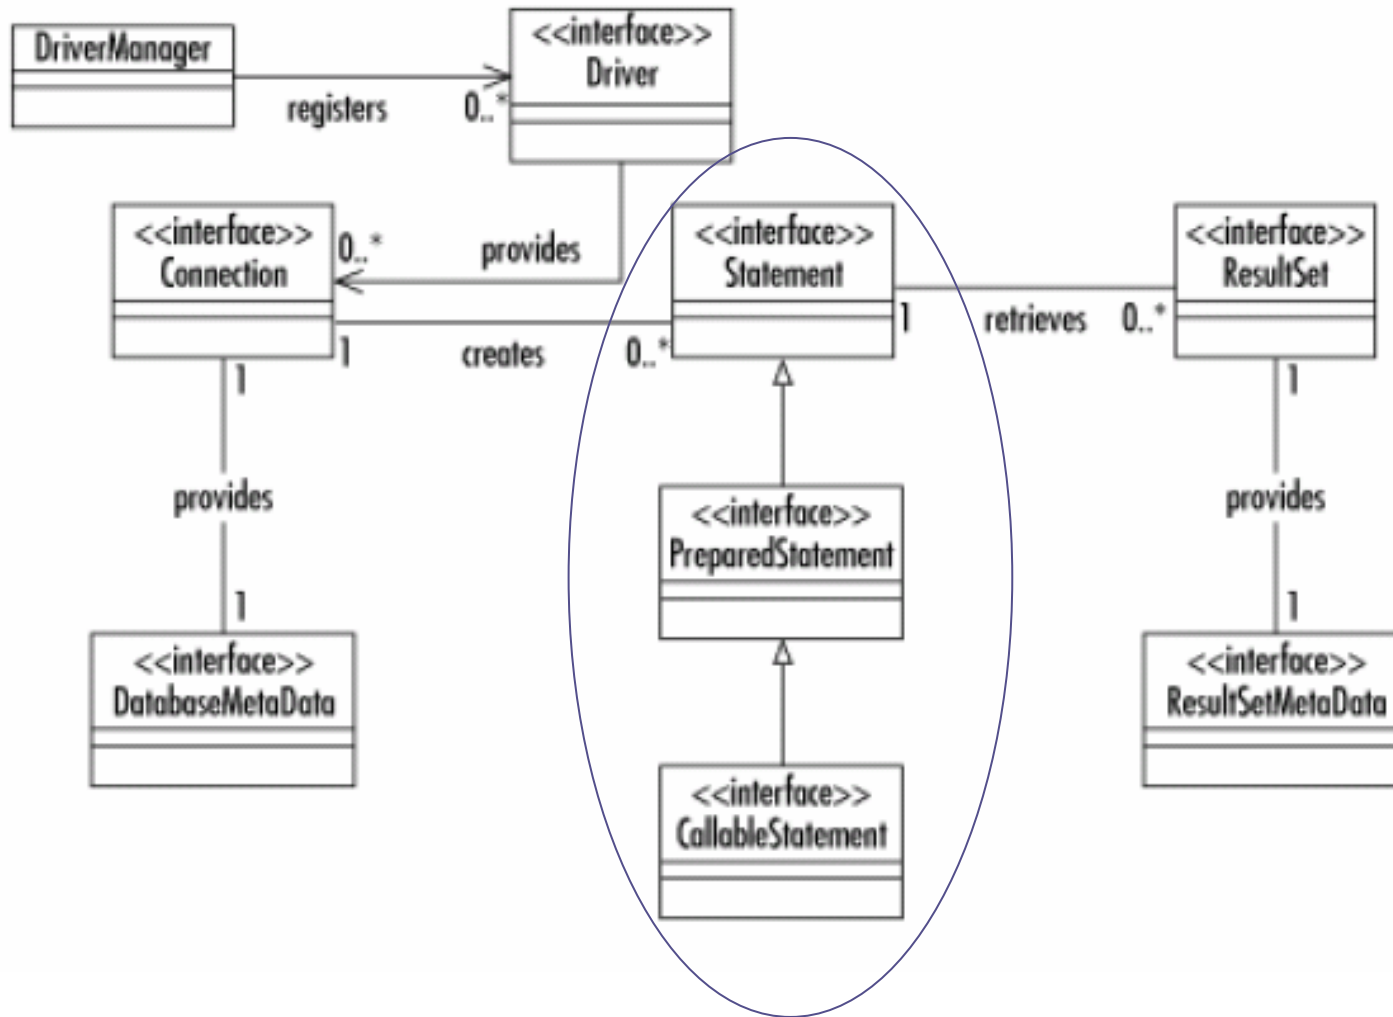 DriverManager
<<interface>>
Driver
registers
0..*
<<interface>>
Connection
0..*
provides
<<interface>>
Statement
<<interface>>
ResultSet
1
creates
0..*
1
retrieves
0..*
1
provides
1
<<interface>>
DatabaseMetaData
<<interface>>
PreparedStatement
<<interface>>
CallableStatement
1
provides
1
<<interface>>
ResultSetMetaData